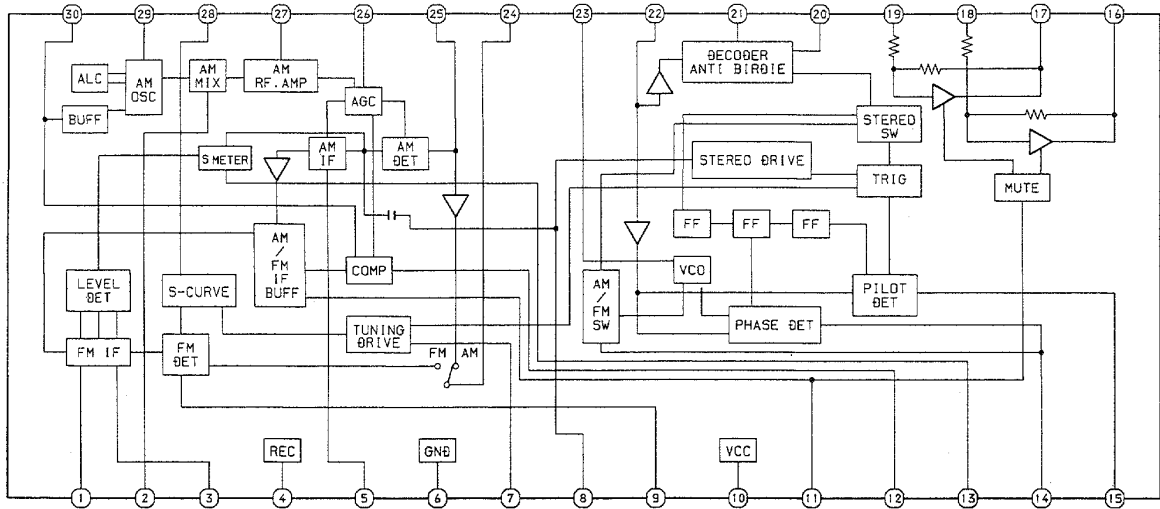 30 29 28 27 26 25 24 23 22 21 20 19 18 17 16
ALC
AM
OSC
AM
MIX
AM
RF.AMP
BUFF
AGC
DECODER
ANTI BIRDIE
S METER
AM
IF
AM
DET
STEREO
SW
STEREO DRIVE
TRIG
MUTE
AM
/
FM
IF
BUFF
FF
FF
FF
LEVEL
DET
S-CURVE
COMP
AM
/
FM
SW
VCO
PILOT
DET
FM IF
FM
DET
TUNING
DRIVE
FM
AM
PHASE DET
REC
GND
VCC
1 2 3 4 5 6 7 8 9 10 11 12 13 14 15